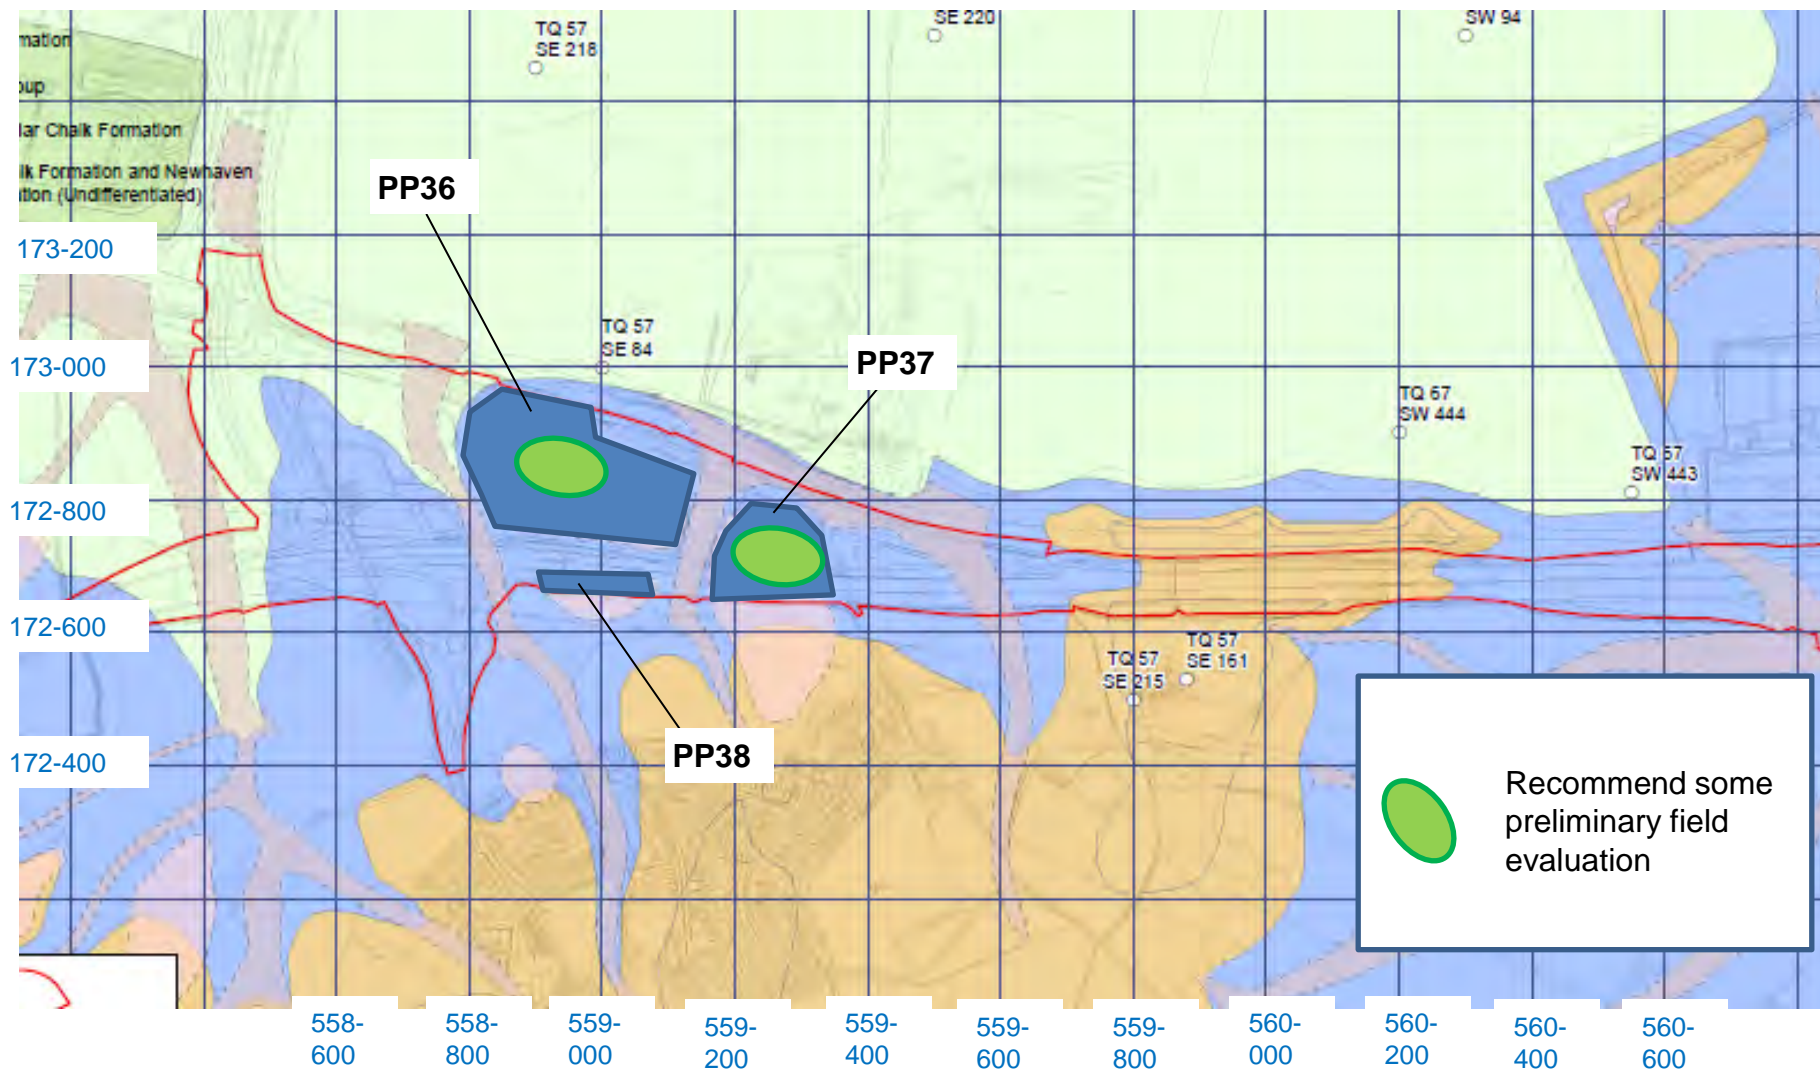 SE 220
SW 94
TQ 57
SE 218
mation
oup
lar Chalk Formation
lk Formation and Newhaven
ation (Undifferentiated)
PP36
173-200
TQ 57
SE 84
PP37
173-000
TQ 67
SW 444
TQ 67
SW 443
172-800
172-600
TQ 57
SE 161
TQ 57
SE 215
PP38
172-400
Recommend some
preliminary field
evaluation
558-
600
558-
800
559-
000
559-
200
559-
400
559-
600
559-
800
560-
000
560-
200
560-
400
560-
600